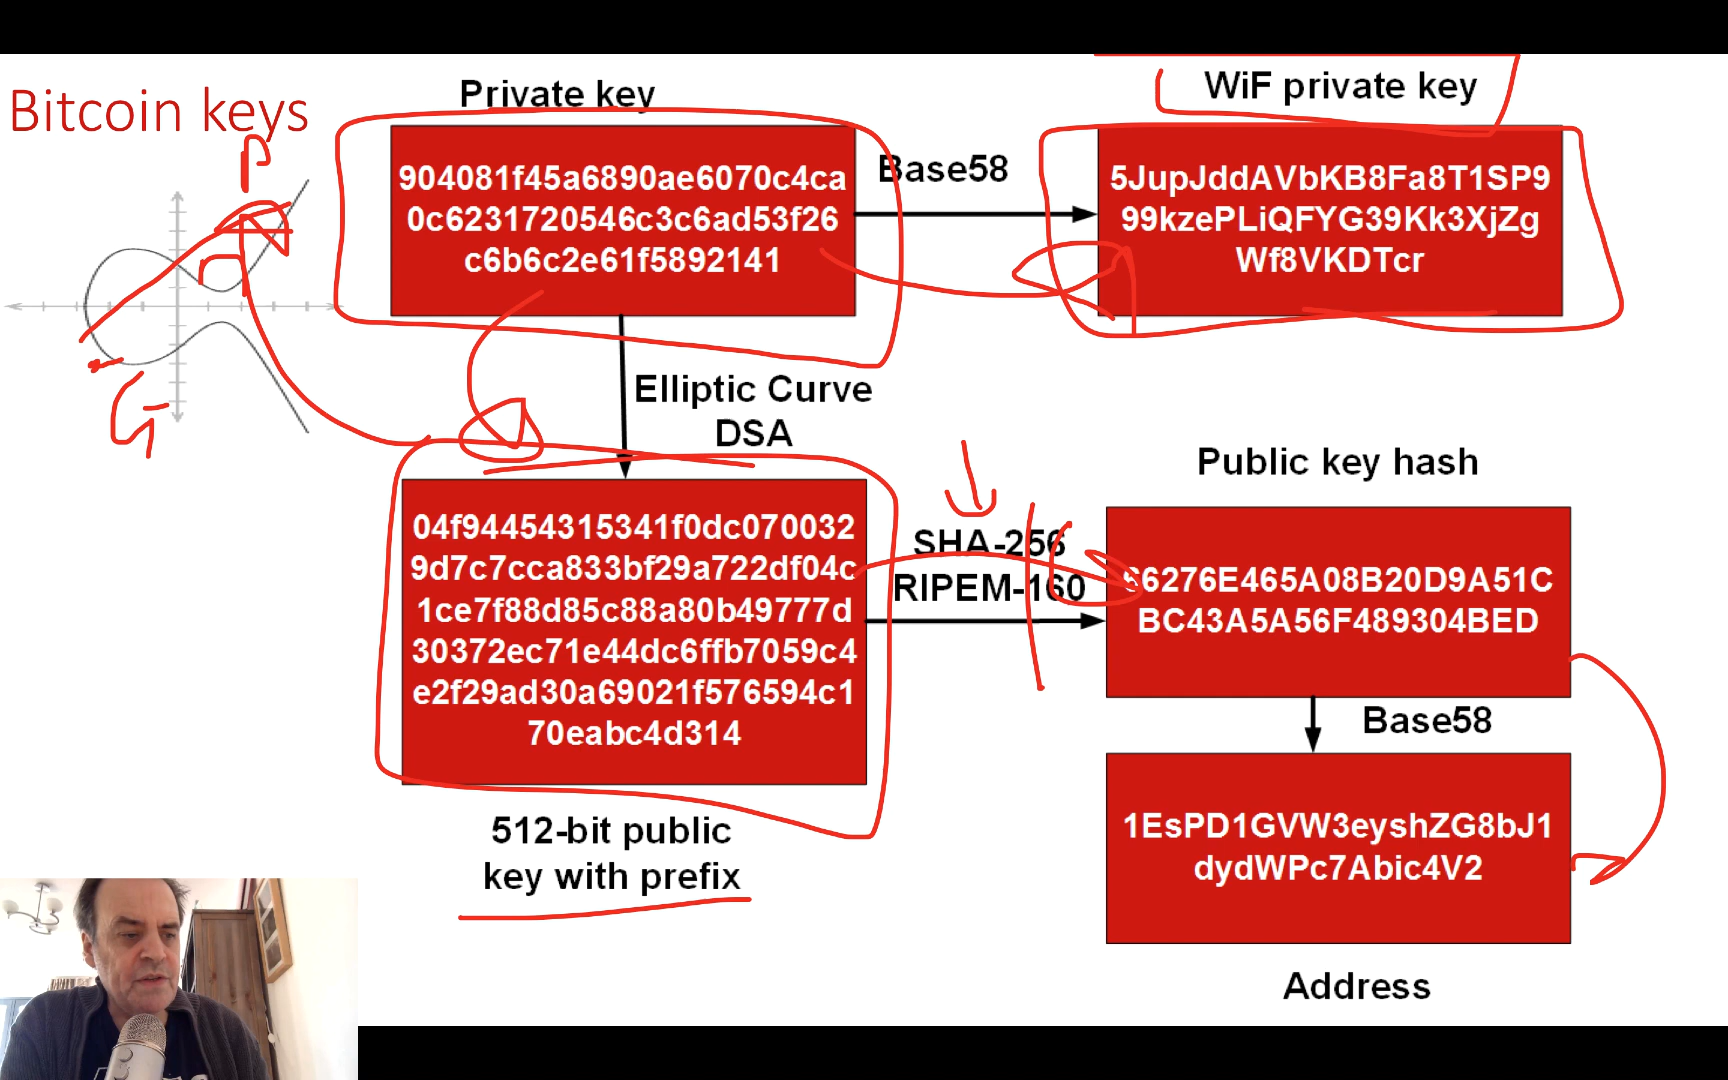 Bitcoin keys
P
G
Private key
904081f45a6890ae6070c4ca
0c6231720546c3c6ad53f26
c6b6c2e61f5892141
Base58
WiF private key
5JupJddAVbKB8Fa8T1SP9
99kzePLiQFYG39Kk3XjZg
Wf8VKDTcr
Elliptic Curve
DSA
04f94454315341f0dc070032
9d7c7cca833bf29a722df04c
1ce7f88d85c88a80b49777d
30372ec71e44dc6ffb7059c4
e2f29ad30a69021f576594c1
70eabc4d314
512-bit public
key with prefix
SHA-256
RIPEM-160
Public key hash
66276E465A08B20D9A51C
BC43A5A56F489304BED
Base58
1EsPD1GVW3eyshZG8bJ1
dydWPc7Abic4V2
Address